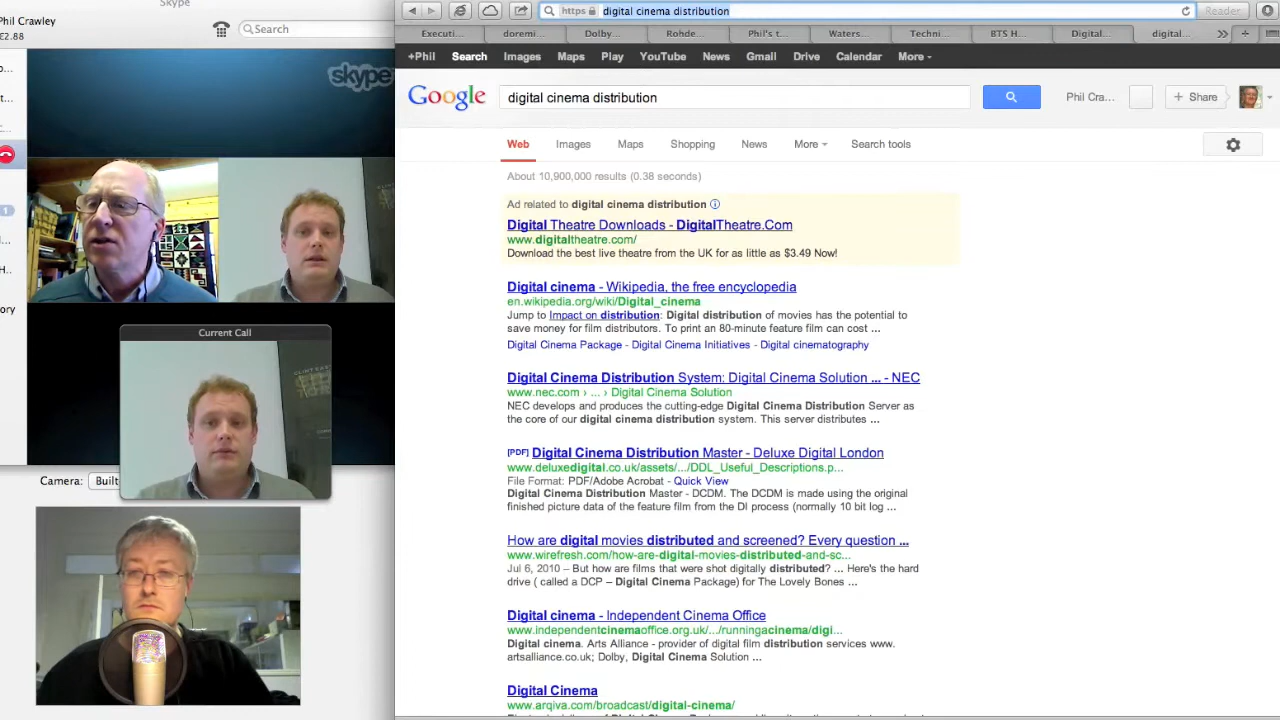 Skype
Phil Crawley
£2.88
Search
skype
Current Call
Camera:
Built
ory
H..
https
digital cinema distribution
Reader
Executi...
doremi...
Dolby...
Rohde...
Phil's t...
Waters...
Techni...
BTS H...
Digital...
digital...
+Phil Search Images Maps Play YouTube News Gmail Drive Calendar More
Google
digital cinema distribution
Phil Cra...
+ Share
Web Images Maps Shopping News More Search tools
About 10,900,000 results (0.38 seconds)
Ad related to digital cinema distribution
Digital Theatre Downloads - DigitalTheatre.Com
www.digitaltheatre.com/
Download the best live theatre from the UK for as little as $3.49 Now!
Digital cinema - Wikipedia, the free encyclopedia
en.wikipedia.org/wiki/Digital_cinema
Jump to Impact on distribution: Digital distribution of movies has the potential to
save money for film distributors. To print an 80-minute feature film can cost ...
Digital Cinema Package - Digital Cinema Initiatives - Digital cinematography
Digital Cinema Distribution System: Digital Cinema Solution ... - NEC
www.nec.com › ... › Digital Cinema Solution
NEC develops and produces the cutting-edge Digital Cinema Distribution Server as
the core of our digital cinema distribution system. This server distributes ...
[PDF] Digital Cinema Distribution Master - Deluxe Digital London
www.deluxedigital.co.uk/assets/.../DDL_Useful_Descriptions.p...
File Format: PDF/Adobe Acrobat - Quick View
Digital Cinema Distribution Master - DCDM. The DCDM is made using the original
finished picture data of the feature film from the DI process (normally 10 bit log ...
How are digital movies distributed and screened? Every question ...
www.wirefresh.com/how-are-digital-movies-distributed-and-sc...
Jul 6, 2010 – But how are films that were shot digitally distributed? ... Here's the hard
drive ( called a DCP – Digital Cinema Package) for The Lovely Bones ...
Digital cinema - Independent Cinema Office
www.independentcinemaoffice.org.uk/.../runningacinema/digi...
Digital cinema. Arts Alliance - provider of digital film distribution services www.
artsalliance.co.uk; Dolby, Digital Cinema Solution ...
Digital Cinema
www.arqiva.com/broadcast/digital-cinema/